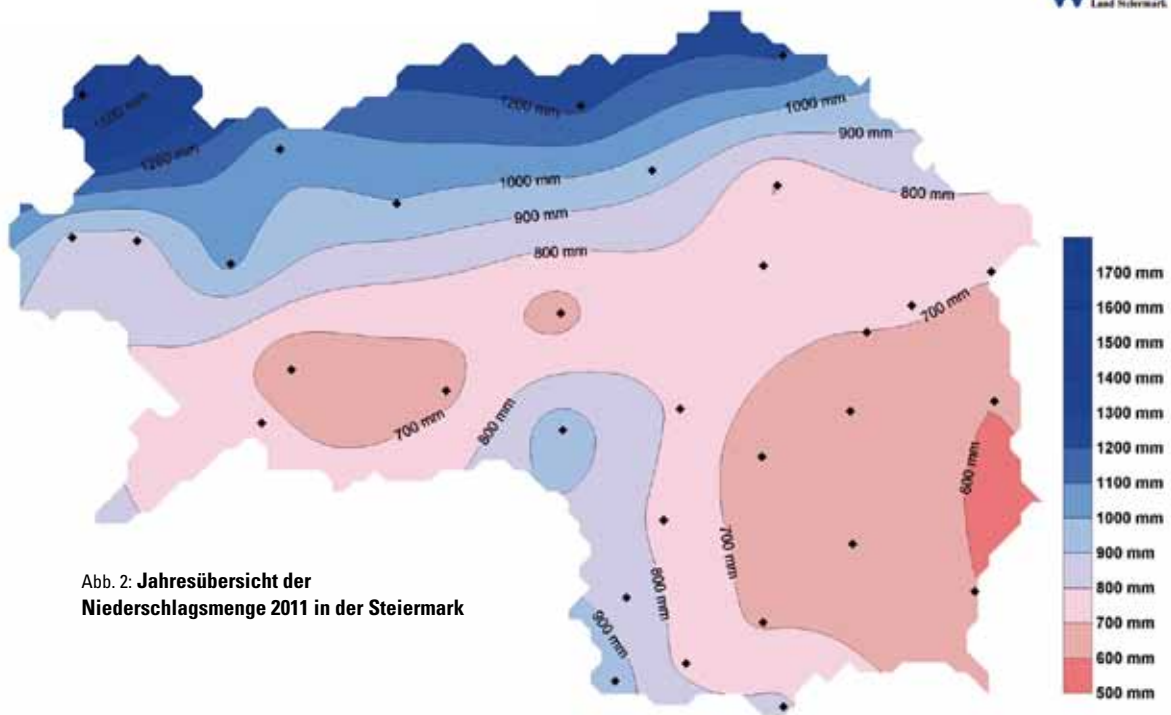 Land Steiermark
1500 mm
1200 mm
1200 mm
1000 mm
900 mm
1000 mm
900 mm
800 mm
800 mm
700 mm
700 mm
800 mm
600 mm
700 mm
800 mm
900 mm
1700 mm
1600 mm
1500 mm
1400 mm
1300 mm
1200 mm
1100 mm
1000 mm
900 mm
800 mm
700 mm
600 mm
500 mm
Abb. 2: Jahresübersicht der
Niederschlagsmenge 2011 in der Steiermark